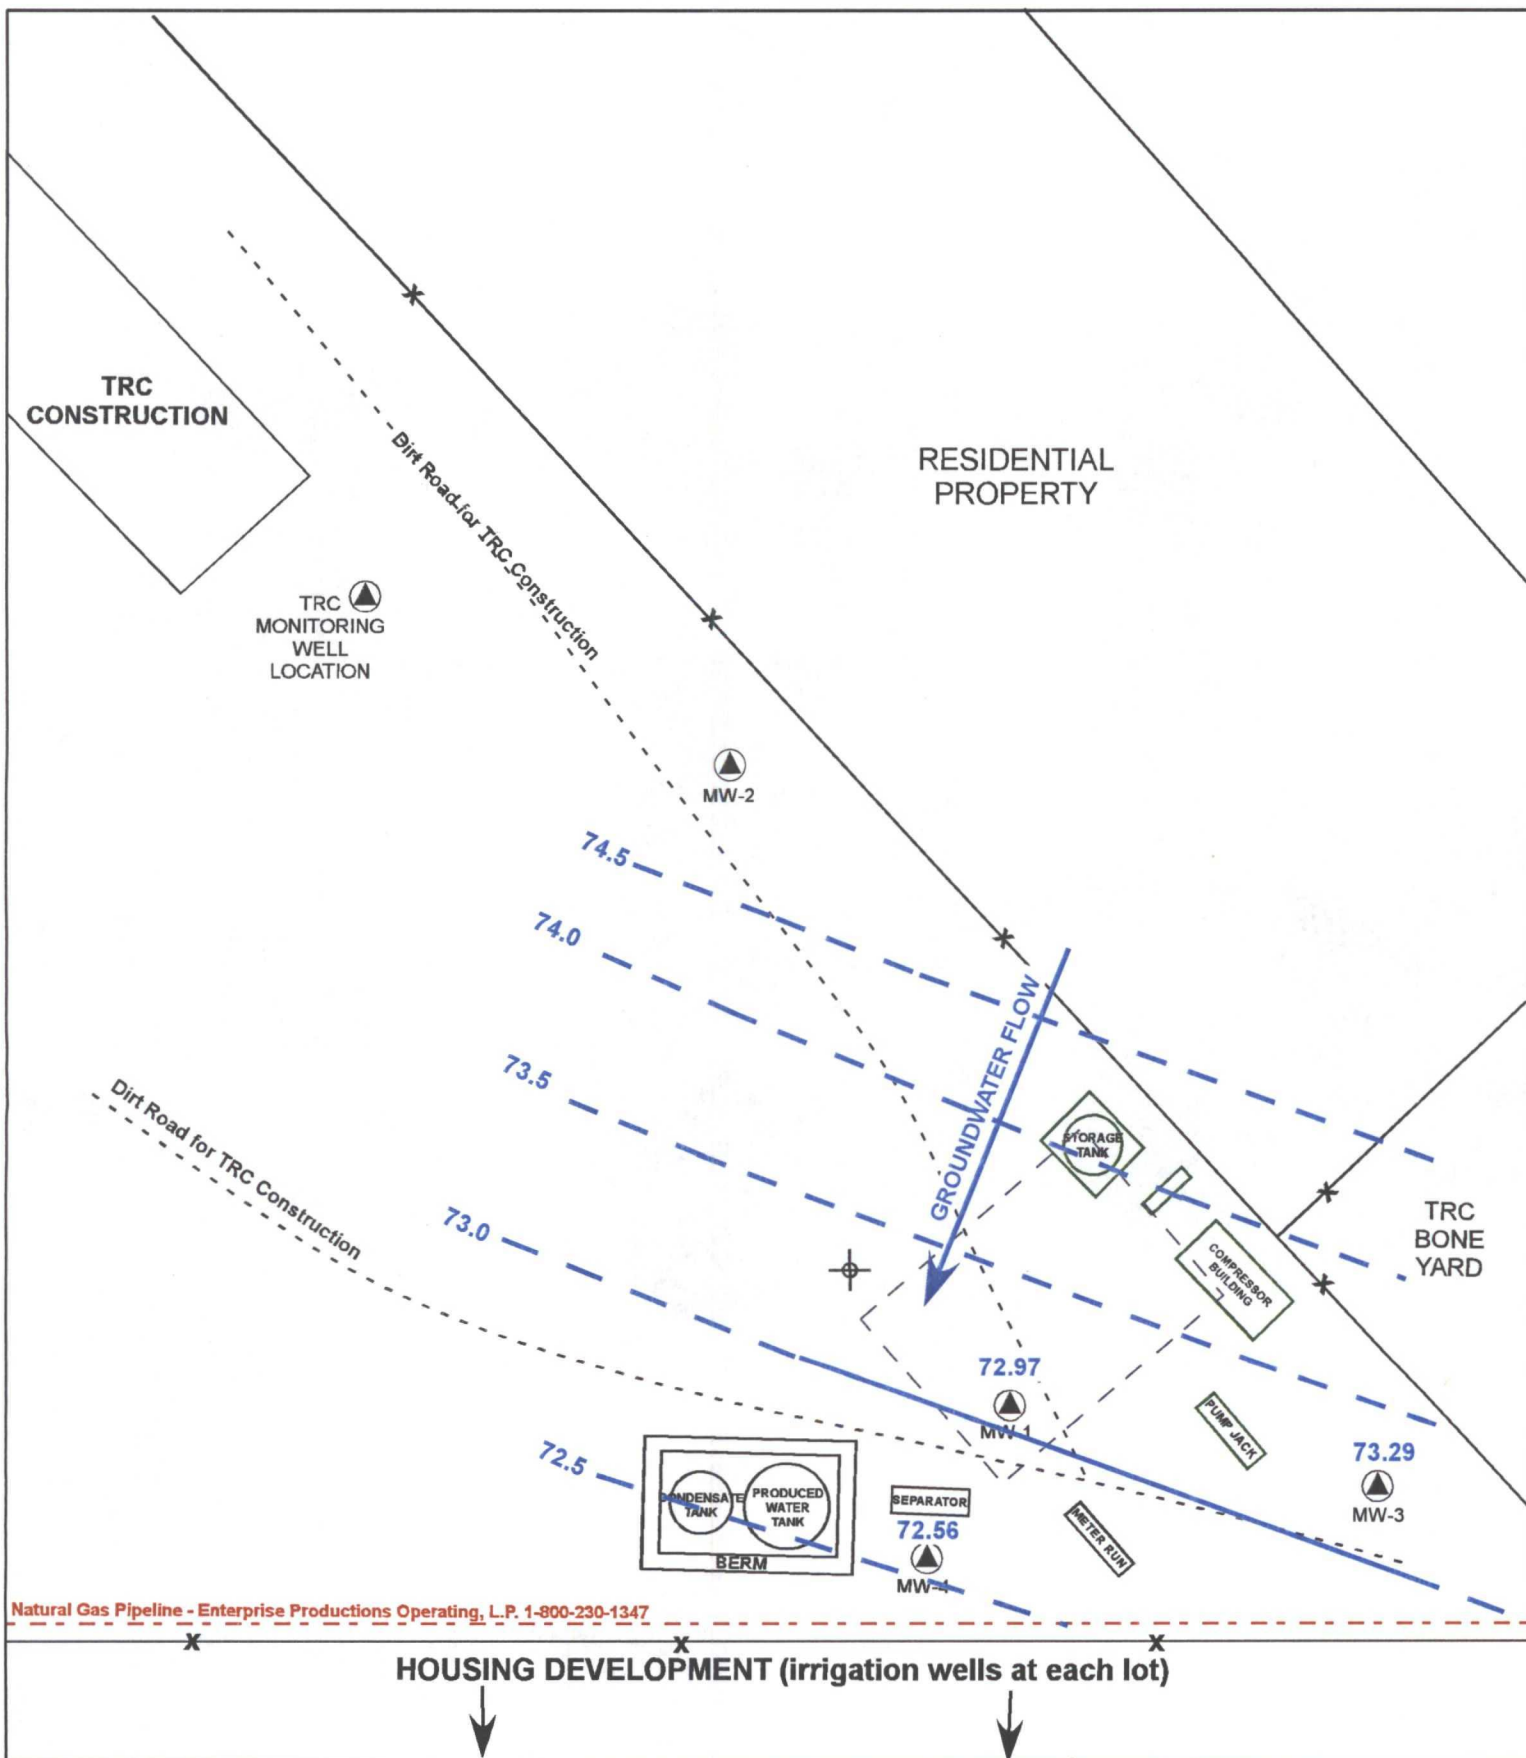 TRC
CONSTRUCTION
Dirt Road for TRC Construction
RESIDENTIAL
PROPERTY
TRC
MONITORING
WELL
LOCATION
MW-2
74.5
74.0
73.5
73.0
72.5
GROUNDWATER FLOW
STORAGE
TANK
COMPRESSOR
BUILDING
TRC
BONE
YARD
Dirt Road for TRC Construction
72.97
MW-1
PUMP JACK
73.29
MW-3
CONDENSATE
TANK
PRODUCED
WATER
TANK
BERM
SEPARATOR
72.56
MW-4
METER RUN
Natural Gas Pipeline - Enterprise Productions Operating, L.P. 1-800-230-1347
HOUSING DEVELOPMENT (irrigation wells at each lot)